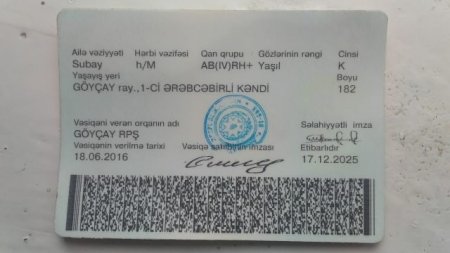 Ailə vəziyyəti Hərbi vəzifəsi Qan qrupu Gözlərinin rəngi Cinsi
Subay h/M AB(IV)RH+ Yaşıl K
Yaşayış yeri Boyu
GÖYÇAY ray.,1-Cİ ƏRƏBCƏBİRLİ KƏNDİ 182
Vəsiqəni verən orqanın adı Səlahiyyətli imza
GÖYÇAY RPŞ
Vəsiqənin verilmə tarixi Vəsiqə sahibinin imzası Etibarlıdır
18.06.2016 17.12.2025